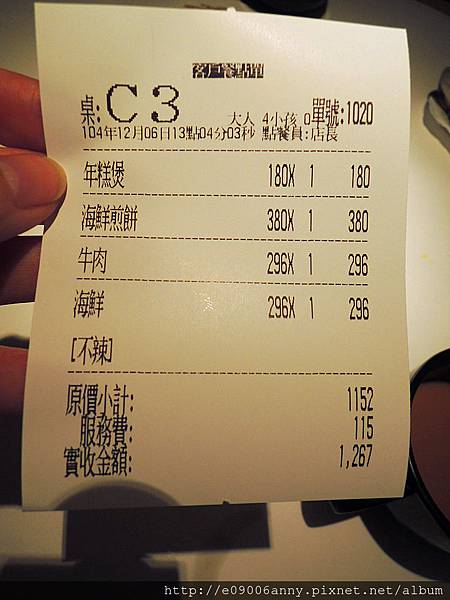 桌:C3 大人 4小孩 0單號:1020
104年12月06日13點04分03秒 點餐員:店長
年糕煲 180X 1 180
海鮮煎餅 380X 1 380
牛肉 296X 1 296
海鮮 296X 1 296
[不辣]
原價小計: 1152
服務費: 115
實收金額: 1,267
http://e09006anny.pixnet.net/album